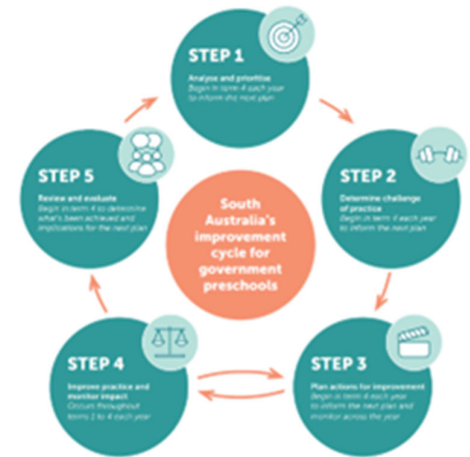 STEP 1
Analyse and prioritise
Begin in term 4 each year
to inform the next plan
STEP 2
Determine challenge
of practice
Begin in term 4 each year
to inform the next plan
STEP 3
Plan actions for improvement
Begin in term 4 each year
to inform the next plan and
monitor across the year
STEP 4
Improve practice and
monitor impact
Occurs throughout
terms 1 to 4 each year
STEP 5
Review and evaluate
Begin in term 4 to determine
what's been achieved and
implications for the next plan
South
Australia's
improvement
cycle for
government
preschools